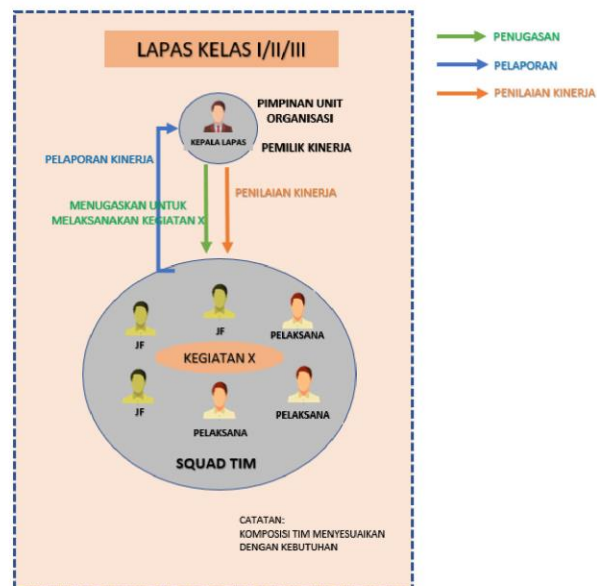 LAPAS KELAS I/II/III
PIMPINAN UNIT
ORGANISASI
KEPALA LAPAS
PEMILIK KINERJA
PELAPORAN KINERJA
PENILAIAN KINERJA
MENUGASKAN UNTUK
MELAKSANAKAN KEGIATAN X
JF
JF
PELAKSANA
KEGIATAN X
JF
PELAKSANA
PELAKSANA
SQUAD TIM
CATATAN:
KOMPOSISI TIM MENYESUAIKAN
DENGAN KEBUTUHAN
PENUGASAN
PELAPORAN
PENILAIAN KINERJA